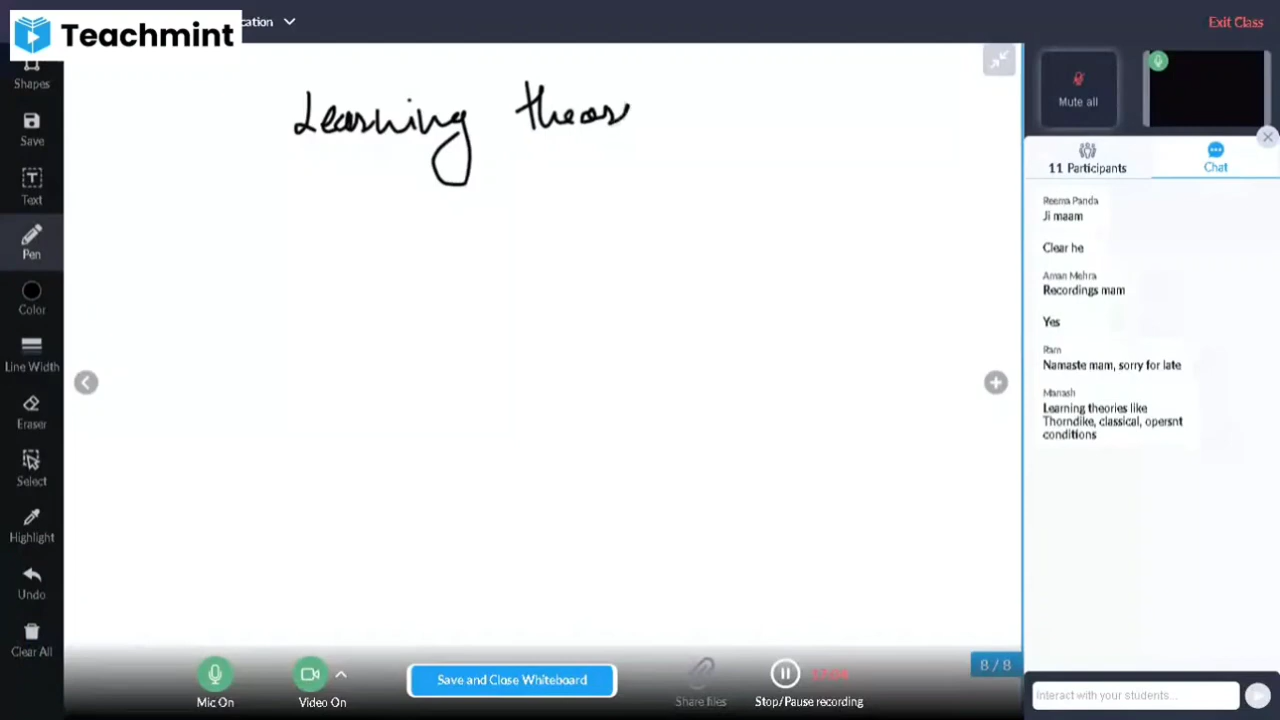 Teachmint
cation
Exit Class
Shapes
Save
Text
Pen
Color
Line Width
Eraser
Select
Highlight
Undo
Clear All
Learning theor
Mute all
11 Participants
Chat
Reema Panda
Ji maam
Clear he
Aman Mehra
Recordings mam
Yes
Ram
Namaste mam, sorry for late
Manash
Learning theories like
Thorndike, classical, opersnt
conditions
8 / 8
Mic On
Video On
Save and Close Whiteboard
Share files
Stop/Pause recording
Interact with your students...